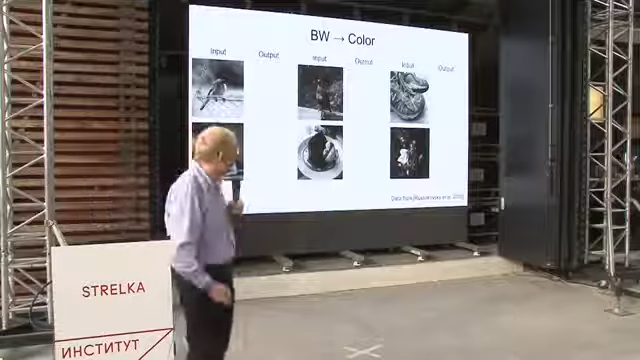 BW → Color
Input Output Input Output Input Output
STRELKA
ИНСТИТУТ